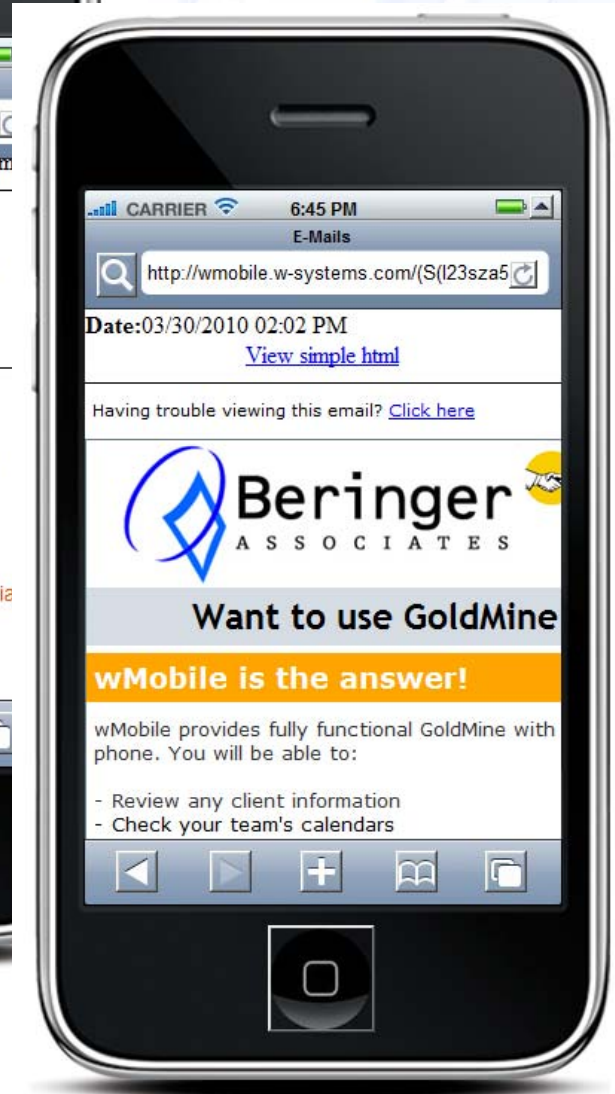 CARRIER 6:45 PM
E-Mails
http://wmobile.w-systems.com/(S(l23sza5
Date:03/30/2010 02:02 PM
View simple html
Having trouble viewing this email? Click here
Beringer
ASSOCIATES
Want to use GoldMine
wMobile is the answer!
wMobile provides fully functional GoldMine with
phone. You will be able to:
- Review any client information
- Check your team's calendars